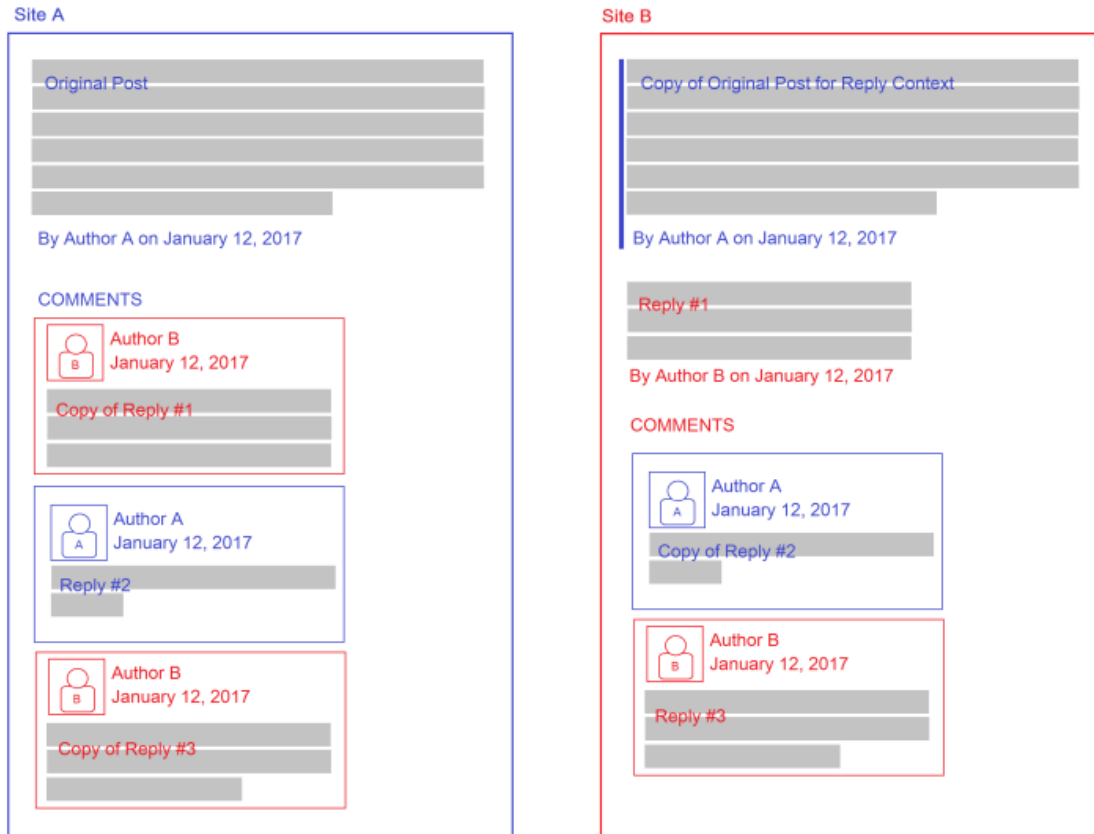 Site A
Original Post
By Author A on January 12, 2017
COMMENTS
Author B
B
January 12, 2017
Copy of Reply #1
Author A
A
January 12, 2017
Reply #2
Author B
B
January 12, 2017
Copy of Reply #3
Site B
Copy of Original Post for Reply Context
By Author A on January 12, 2017
Reply #1
By Author B on January 12, 2017
COMMENTS
Author A
A
January 12, 2017
Copy of Reply #2
Author B
B
January 12, 2017
Reply #3